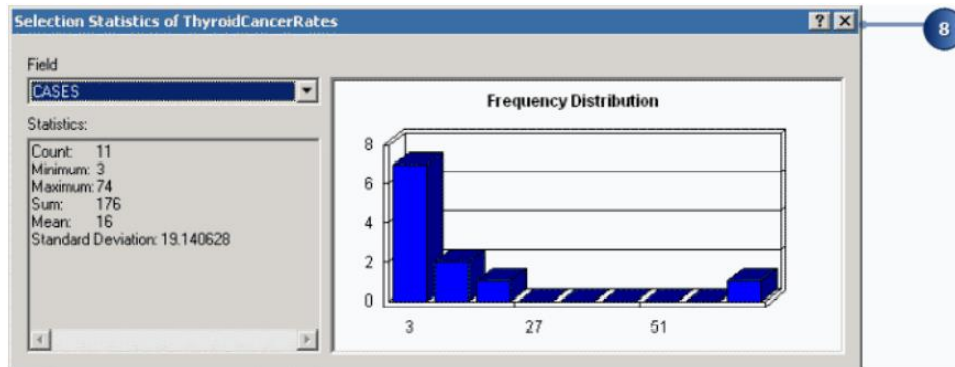 Selection Statistics of ThyroidCancerRates
8
Field
CASES
Statistics:
Count: 11
Minimum: 3
Maximum: 74
Sum: 176
Mean: 16
Standard Deviation: 19.140628
Frequency Distribution
8
6
4
2
0
3 27 51